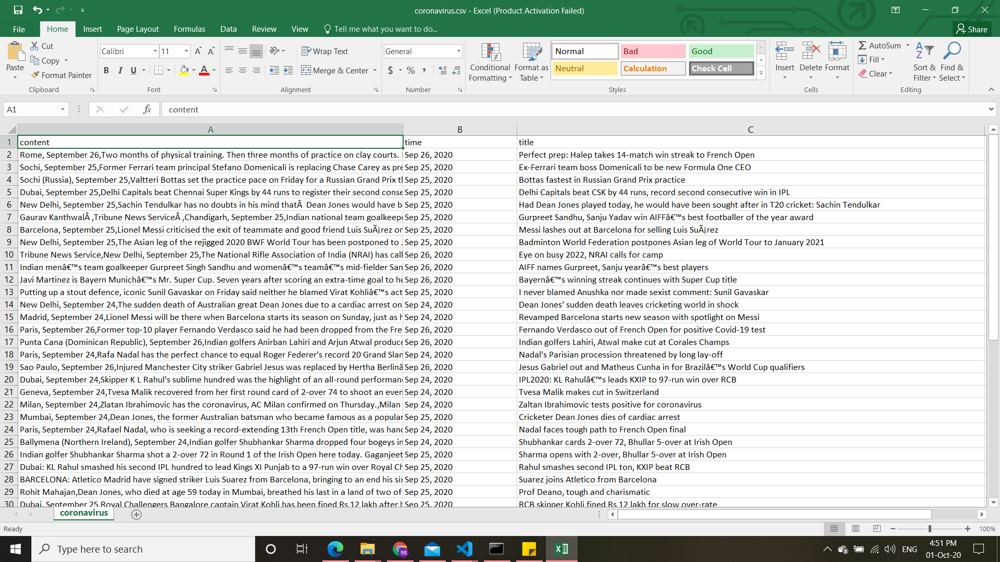 coronavirus.csv - Excel (Product Activation Failed)
File Home Insert Page Layout Formulas Data Review View Tell me what you want to do... Share
Paste Cut Copy Format Painter Clipboard
Calibri 11 A A B I U A Font
Wrap Text Merge & Center Alignment
General $ % , .00 .00 Number
Conditional Formatting Format as Table Normal Bad Good Neutral Calculation Check Cell Styles
Insert Delete Format Cells
AutoSum Fill Clear Sort & Filter Find & Select Editing
A1 fx content
A B C
1 content time title
2 Rome, September 26,Two months of physical training. Then three months of practice on clay courts. Sep 26, 2020 Perfect prep: Halep takes 14-match win streak to French Open
3 Sochi, September 25,Former Ferrari team principal Stefano Domenicali is replacing Chase Carey as pre Sep 25, 2020 Ex-Ferrari team boss Domenicali to be new Formula One CEO
4 Sochi (Russia), September 25,Valtteri Bottas set the practice pace on Friday for a Russian Grand Prix th Sep 25, 2020 Bottas fastest in Russian Grand Prix practice
5 Dubai, September 25,Delhi Capitals beat Chennai Super Kings by 44 runs to register their second conse Sep 25, 2020 Delhi Capitals beat CSK by 44 runs, record second consecutive win in IPL
6 New Delhi, September 25,Sachin Tendulkar has no doubts in his mind thatÂ  Dean Jones would have b Sep 25, 2020 Had Dean Jones played today, he would have been sought after in T20 cricket: Sachin Tendulkar
7 Gaurav KanthwalÂ ,Tribune News ServiceÂ ,Chandigarh, September 25,Indian national team goalkeepe Sep 25, 2020 Gurpreet Sandhu, Sanju Yadav win AIFFâ€™s best footballer of the year award
8 Barcelona, September 25,Lionel Messi criticised the exit of teammate and good friend Luis SuÃ¡rez on Sep 25, 2020 Messi lashes out at Barcelona for selling Luis SuÃ¡rez
9 New Delhi, September 25,The Asian leg of the rejigged 2020 BWF World Tour has been postponed to J Sep 25, 2020 Badminton World Federation postpones Asian leg of World Tour to January 2021
10 Tribune News Service,New Delhi, September 25,The National Rifle Association of India (NRAI) has call Sep 26, 2020 Eye on busy 2022, NRAI calls for camp
11 Indian menâ€™s team goalkeeper Gurpreet Singh Sandhu and womenâ€™s teamâ€™s mid-fielder San Sep 26, 2020 AIFF names Gurpreet, Sanju yearâ€™s best players
12 Javi Martinez is Bayern Munichâ€™s Mr. Super Cup. Seven years after scoring an extra-time goal to he Sep 26, 2020 Bayernâ€™s winning streak continues with Super Cup title
13 Putting up a stout defence, iconic Sunil Gavaskar on Friday said neither he blamed Virat Kohliâ€™s act Sep 25, 2020 I never blamed Anushka nor made sexist comment: Sunil Gavaskar
14 New Delhi, September 24,The sudden death of Australian great Dean Jones due to a cardiac arrest on Sep 24, 2020 Dean Jones' sudden death leaves cricketing world in shock
15 Madrid, September 24,Lionel Messi will be there when Barcelona starts its season on Sunday, just as h Sep 24, 2020 Revamped Barcelona starts new season with spotlight on Messi
16 Paris, September 26,Former top-10 player Fernando Verdasco said he had been dropped from the Fre Sep 26, 2020 Fernando Verdasco out of French Open for positive Covid-19 test
17 Punta Cana (Dominican Republic), September 26,Indian golfers Anirban Lahiri and Arjun Atwal produce Sep 26, 2020 Indian golfers Lahiri, Atwal make cut at Corales Champs
18 Paris, September 24,Rafa Nadal has the perfect chance to equal Roger Federer's record 20 Grand Slan Sep 24, 2020 Nadal's Parisian procession threatened by long lay-off
19 Sao Paulo, September 26,Injured Manchester City striker Gabriel Jesus was replaced by Hertha Berlinâ Sep 26, 2020 Jesus Gabriel out and Matheus Cunha in for Brazilâ€™s World Cup qualifiers
20 Dubai, September 24,Skipper K L Rahul's sublime hundred was the highlight of an all-round performan Sep 24, 2020 IPL2020: KL Rahulâ€™s leads KXIP to 97-run win over RCB
21 Geneva, September 24,Tvesa Malik recovered from her first round card of 2-over 74 to shoot an even Sep 24, 2020 Tvesa Malik makes cut in Switzerland
22 Milan, September 24,Zlatan Ibrahimovic has the coronavirus, AC Milan confirmed on Thursday.,Milan Sep 24, 2020 Zaltan Ibrahimovic tests positive for coronavirus
23 Mumbai, September 24,Dean Jones, the former Australian batsman who became famous as a popular Sep 25, 2020 Cricketer Dean Jones dies of cardiac arrest
24 Paris, September 24,Rafael Nadal, who is seeking a record-extending 13th French Open title, was hand Sep 24, 2020 Nadal faces tough path to French Open final
25 Ballymena (Northern Ireland), September 24,Indian golfer Shubhankar Sharma dropped four bogeys in Sep 24, 2020 Shubhankar cards 2-over 72, Bhullar 5-over at Irish Open
26 Indian golfer Shubhankar Sharma shot a 2-over 72 in Round 1 of the Irish Open here today. Gaganjeet Sep 25, 2020 Sharma opens with 2-over, Bhullar 5-over at Irish Open
27 Dubai: KL Rahul smashed his second IPL hundred to lead Kings XI Punjab to a 97-run win over Royal Ch Sep 25, 2020 Rahul smashes second IPL ton, KXIP beat RCB
28 BARCELONA: Atletico Madrid have signed striker Luis Suarez from Barcelona, bringing to an end his six Sep 25, 2020 Suarez joins Atletico from Barcelona
29 Rohit Mahajan,Dean Jones, who died at age 59 today in Mumbai, breathed his last in a land of two of Sep 25, 2020 Prof Deano, tough and charismatic
30 Dubai, September 25,Royal Challengers Bangalore captain Virat Kohli has been fined Rs 12 lakh after h Sep 25, 2020 RCB skipper Kohli fined Rs 12 lakh for slow over-rate
coronavirus
Ready 100%
Type here to search 98 ENG 4:51 PM
01-Oct-20